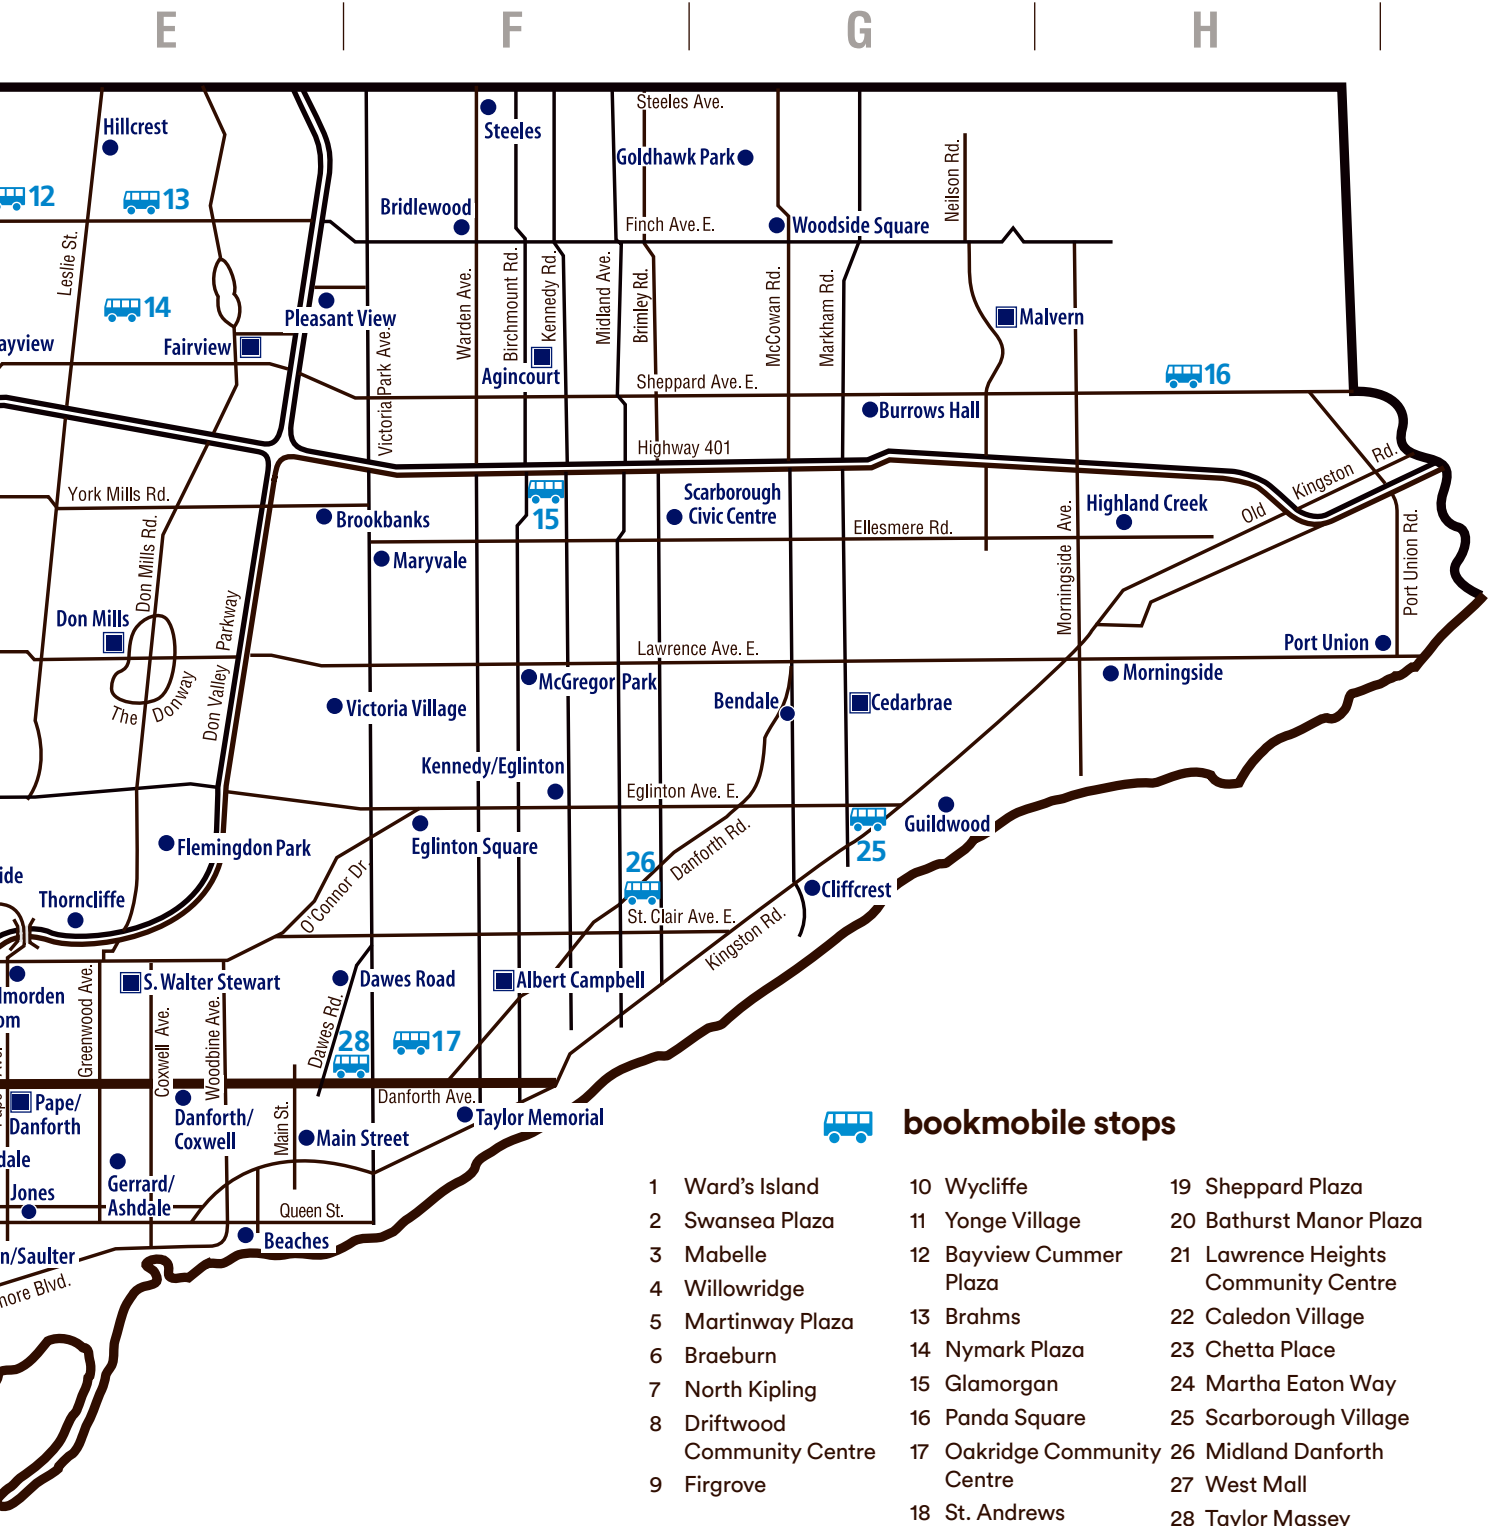 E F G H
Steeles Ave.
Hillcrest
Steeles
Goldhawk Park
Neilson Rd.
12
13
Bridlewood
Finch Ave. E.
Woodside Square
Leslie St.
14
Pleasant View
Warden Ave.
Birchmount Rd.
Kennedy Rd.
Midland Ave.
Brimley Rd.
McCowan Rd.
Markham Rd.
Malvern
ayview
Fairview
Victoria Park Ave.
Agincourt
Sheppard Ave. E.
16
Burrows Hall
Highway 401
Old Kingston Rd.
York Mills Rd.
15
Scarborough
Civic Centre
Highland Creek
Brookbanks
Ellesmere Rd.
Maryvale
Don Mills Rd.
Morningside Ave.
Port Union Rd.
Don Mills
Don Valley Parkway
The Donway
Lawrence Ave. E.
Port Union
McGregor Park
Morningside
Bendale
Cedarbrae
Victoria Village
Kennedy/Eglinton
Eglinton Ave. E.
Guildwood
25
Flemingdon Park
Eglinton Square
Danforth Rd.
26
ide
Thorncliffe
O'Connor Dr.
Cliffcrest
St. Clair Ave. E.
Kingston Rd.
lmorden
om
S. Walter Stewart
Dawes Road
Albert Campbell
Greenwood Ave.
Coxwell Ave.
Woodbine Ave.
Dawes Rd.
28
17
Danforth Ave.
Pape/
Danforth
Danforth/
Coxwell
Main St.
Main Street
Taylor Memorial
dale
Jones
Gerrard/
Ashdale
Queen St.
Beaches
n/Saulter
hore Blvd.
bookmobile stops
1 Ward's Island
2 Swansea Plaza
3 Mabelle
4 Willowridge
5 Martinway Plaza
6 Braeburn
7 North Kipling
8 Driftwood
Community Centre
9 Firgrove
10 Wycliffe
11 Yonge Village
12 Bayview Cummer
Plaza
13 Brahms
14 Nymark Plaza
15 Glamorgan
16 Panda Square
17 Oakridge Community
Centre
18 St. Andrews
19 Sheppard Plaza
20 Bathurst Manor Plaza
21 Lawrence Heights
Community Centre
22 Caledon Village
23 Chetta Place
24 Martha Eaton Way
25 Scarborough Village
26 Midland Danforth
27 West Mall
28 Taylor Massey